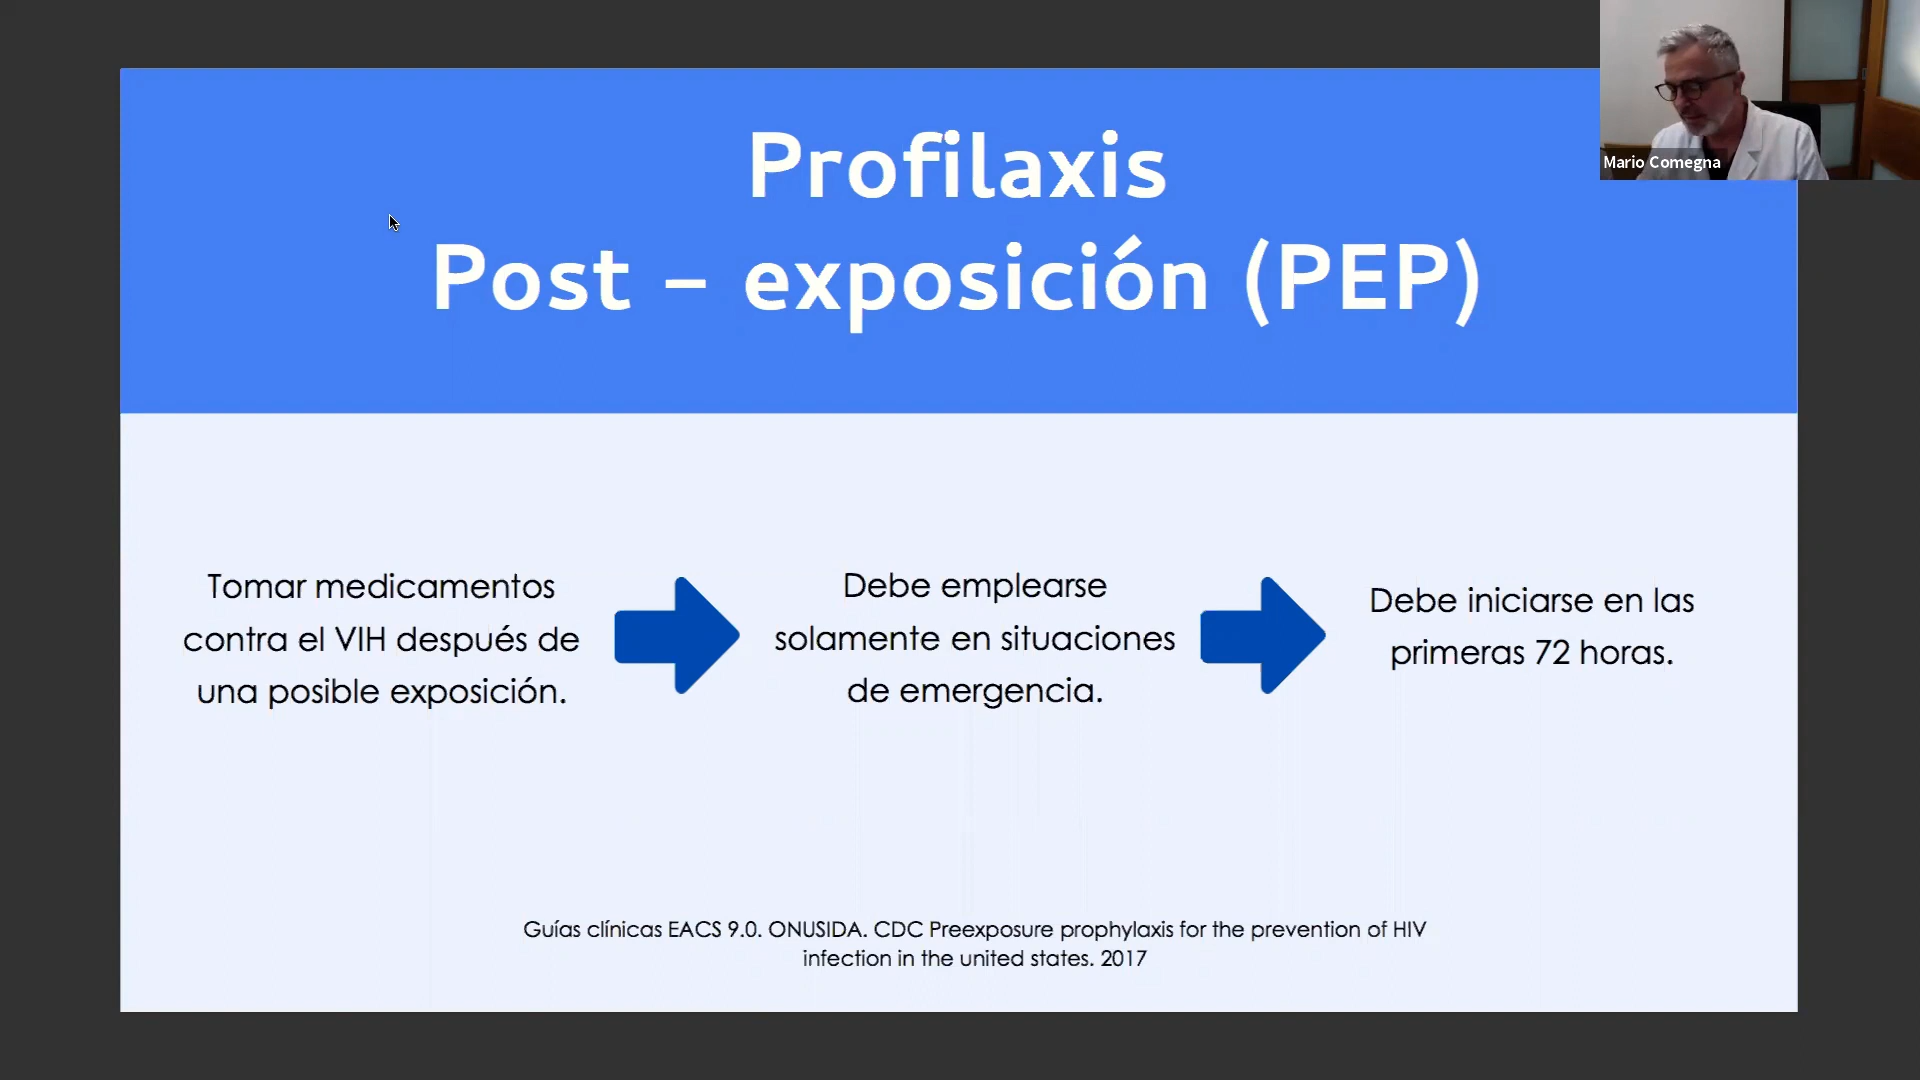 Profilaxis
Post – exposición (PEP)
Mario Comegna
Tomar medicamentos
contra el VIH después de
una posible exposición.
Debe emplearse
solamente en situaciones
de emergencia.
Debe iniciarse en las
primeras 72 horas.
Guías clínicas EACS 9.0. ONUSIDA. CDC Preexposure prophylaxis for the prevention of HIV
infection in the united states. 2017